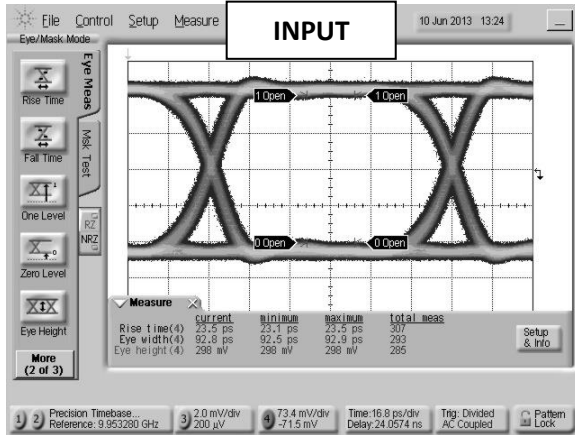 File Control Setup Measure
INPUT
10 Jun 2013 13:24
Eye/Mask Mode
Eye Meas
Msk Test
RZ
NRZ
Rise Time
Fall Time
One Level
Zero Level
Eye Height
More
(2 of 3)
1 Open 1 Open
0 Open 0 Open
Measure
current minimum maximum total meas
Rise time(4) 23.5 ps 23.1 ps 23.5 ps 307
Eye width(4) 92.8 ps 92.5 ps 92.9 ps 293
Eye height(4) 298 mV 298 mV 298 mV 285
Setup
& Info
1 2 Precision Timebase...
Reference: 9.953280 GHz
3 2.0 mV/div
200 µV
4 73.4 mV/div
-71.5 mV
Time:16.8 ps/div
Delay:24.0574 ns
Trig: Divided
AC Coupled
Pattern
Lock